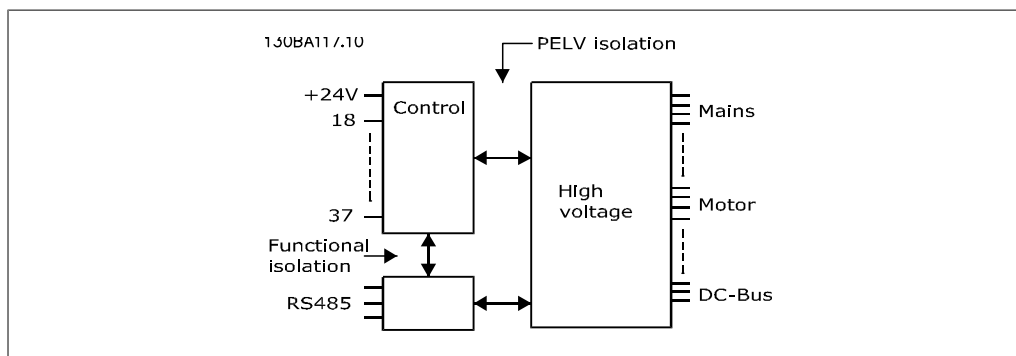 130BA117.10
PELV isolation
+24V
18
37
Control
High
voltage
Mains
Motor
DC-Bus
Functional
isolation
RS485